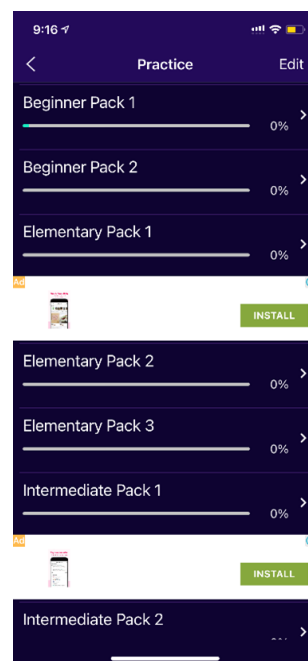 9:16
Practice
Edit
Beginner Pack 1
0%
Beginner Pack 2
0%
Elementary Pack 1
0%
Ad
INSTALL
Elementary Pack 2
0%
Elementary Pack 3
0%
Intermediate Pack 1
0%
Ad
INSTALL
Intermediate Pack 2